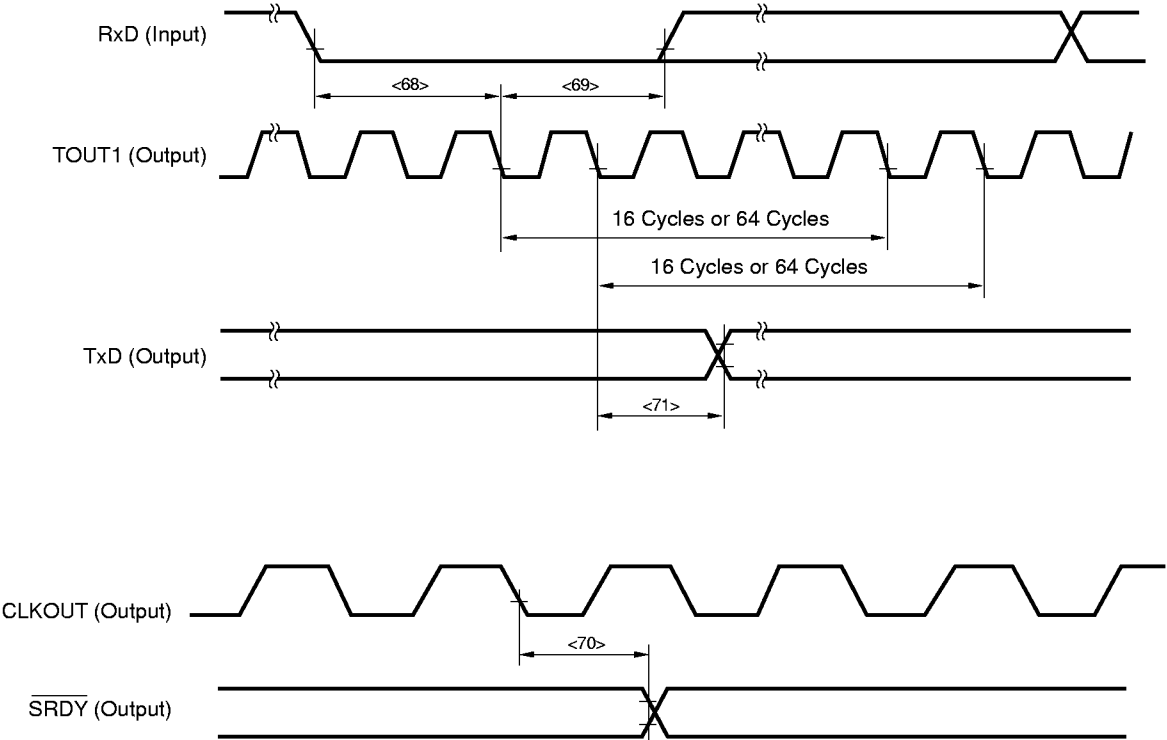 RxD (Input)
<68>
<69>
TOUT1 (Output)
16 Cycles or 64 Cycles
16 Cycles or 64 Cycles
TxD (Output)
<71>
CLKOUT (Output)
<70>
SRDY (Output)